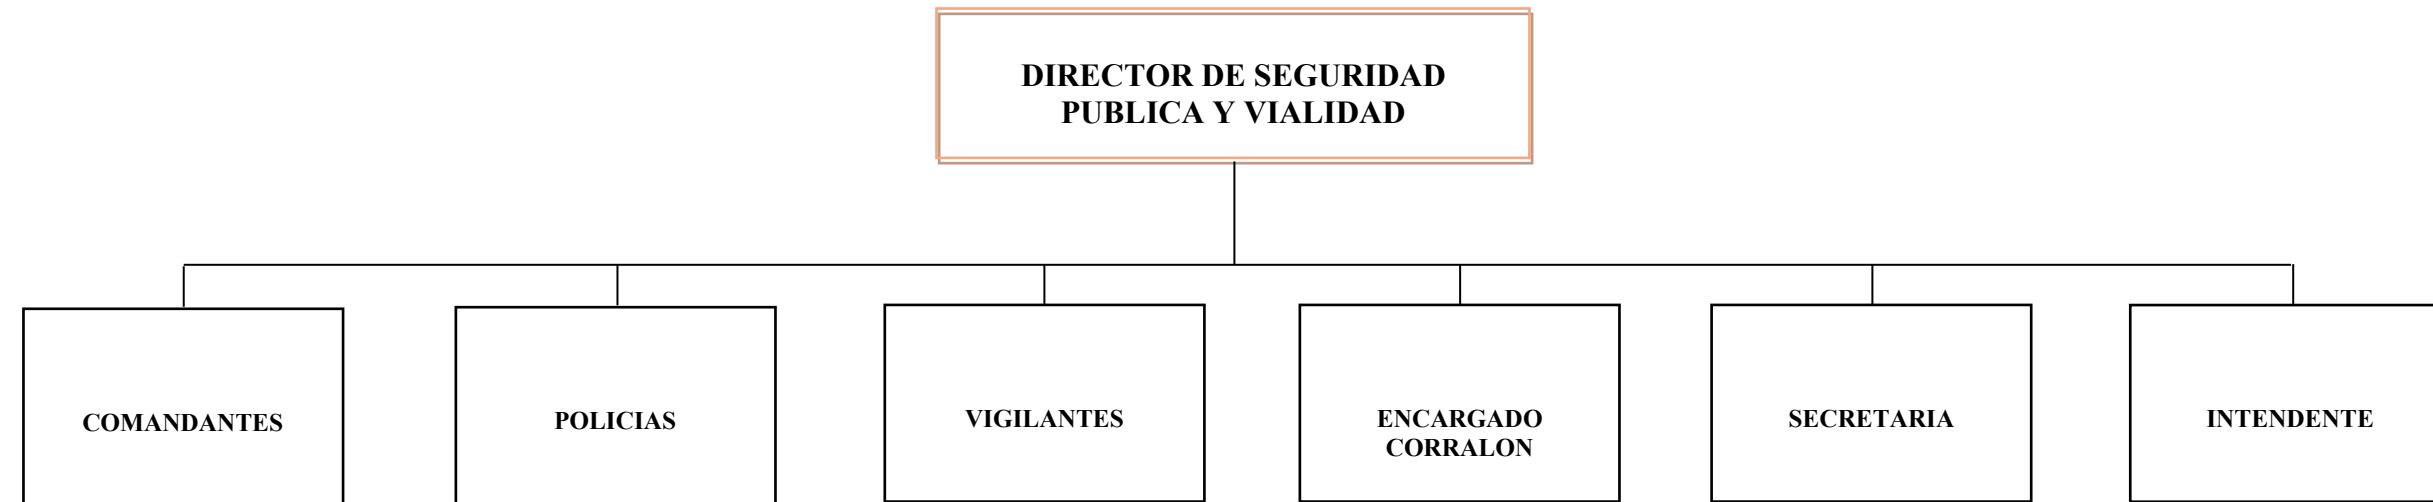 DIRECTOR DE SEGURIDAD
PUBLICA Y VIALIDAD
COMANDANTES
POLICIAS
VIGILANTES
ENCARGADO
CORRALON
SECRETARIA
INTENDENTE